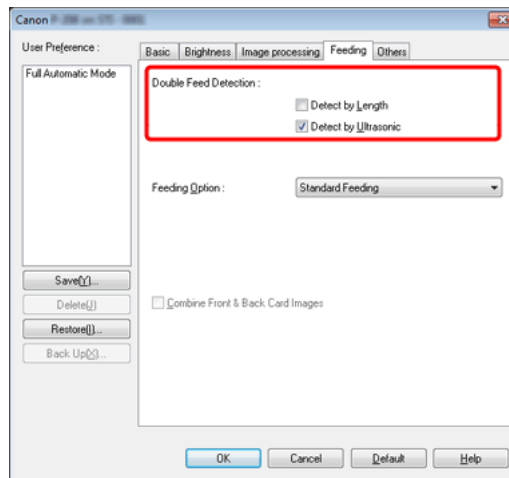 Canon
User Preference :
Full Automatic Mode
Save(Y)...
Delete(J)
Restore(I)...
Back Up(X)...
Basic Brightness Image processing Feeding Others
Double Feed Detection :
Detect by Length
Detect by Ultrasonic
Feeding Option : Standard Feeding
Combine Front & Back Card Images
OK Cancel Default Help